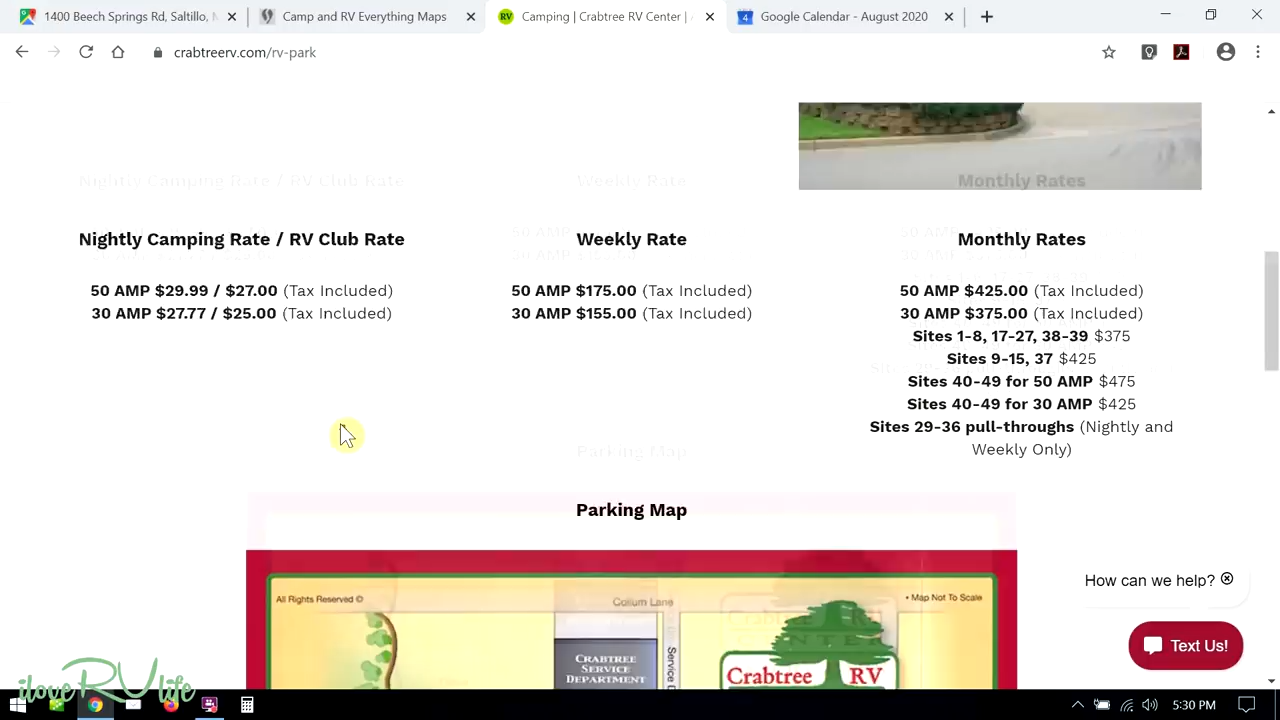 1400 Beech Springs Rd, Saltillo,
Camp and RV Everything Maps
RV
Camping | Crabtree RV Center |
4
Google Calendar - August 2020
crabtreerv.com/rv-park
Nightly Camping Rate / RV Club Rate
50 AMP $29.99 / $27.00 (Tax Included)
30 AMP $27.77 / $25.00 (Tax Included)
Weekly Rate
50 AMP $175.00 (Tax Included)
30 AMP $155.00 (Tax Included)
Monthly Rates
50 AMP $425.00 (Tax Included)
30 AMP $375.00 (Tax Included)
Sites 1-8, 17-27, 38-39 $375
Sites 9-15, 37 $425
Sites 40-49 for 50 AMP $475
Sites 40-49 for 30 AMP $425
Sites 29-36 pull-throughs (Nightly and
Weekly Only)
Parking Map
All Rights Reserved ©
Collum Lane
• Map Not To Scale
CRABTREE
SERVICE
DEPARTMENT
Service
Crabtree RV
How can we help?
Text Us!
iloveRVlife
5:30 PM